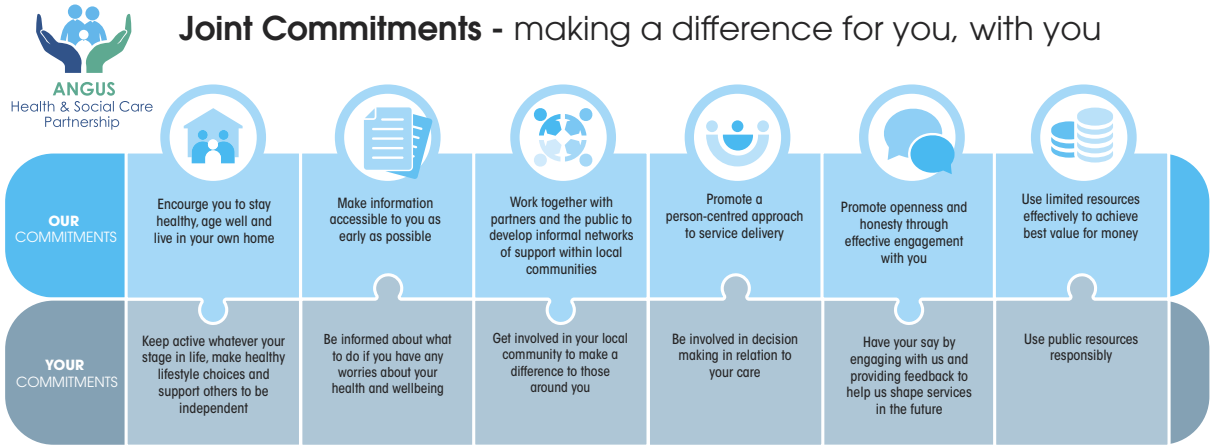 Joint Commitments - making a difference for you, with you
ANGUS
Health & Social Care
Partnership
OUR
COMMITMENTS
Encourge you to stay
healthy, age well and
live in your own home
Make information
accessible to you as
early as possible
Work together with
partners and the public to
develop informal networks
of support within local
communities
Promote a
person-centred approach
to service delivery
Promote openness and
honesty through
effective engagement
with you
Use limited resources
effectively to achieve
best value for money
YOUR
COMMITMENTS
Keep active whatever your
stage in life, make healthy
lifestyle choices and
support others to be
independent
Be informed about what
to do if you have any
worries about your
health and wellbeing
Get involved in your local
community to make a
difference to those
around you
Be involved in decision
making in relation to
your care
Have your say by
engaging with us and
providing feedback to
help us shape services
in the future
Use public resources
responsibly